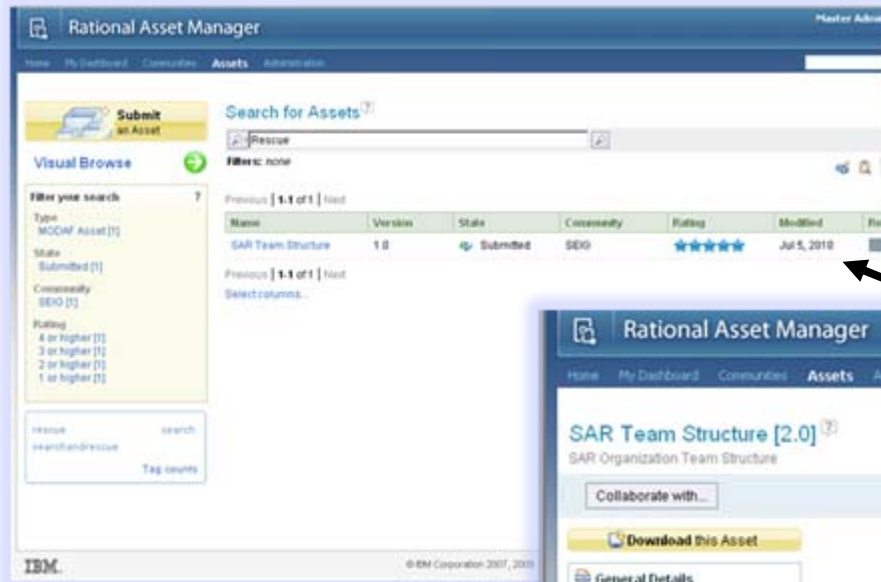 Rational Asset Manager
Master
Home My Dashboard Communities Assets Administration
Submit
an Asset
Visual Browse
Search for Assets [?]
Rescue
Filters: none
Filter your search ?
Type
MODAF Asset [1]
State
Submitted [1]
Community
SEIG [1]
Rating
4 or higher [1]
3 or higher [1]
2 or higher [1]
1 or higher [1]
rescue search
searchandrescue
Tag counts
Previous | 1-1 of 1 | Next
Name Version State Community Rating Modified
SAR Team Structure 1.0 Submitted SEIG Jul 5, 2010
Previous | 1-1 of 1 | Next
Select columns...
IBM.
© IBM Corporation 2007,
Rational Asset Manager
Home My Dashboard Communities Assets
SAR Team Structure [2.0] [?]
SAR Organization Team Structure
Collaborate with...
Download this Asset
General Details